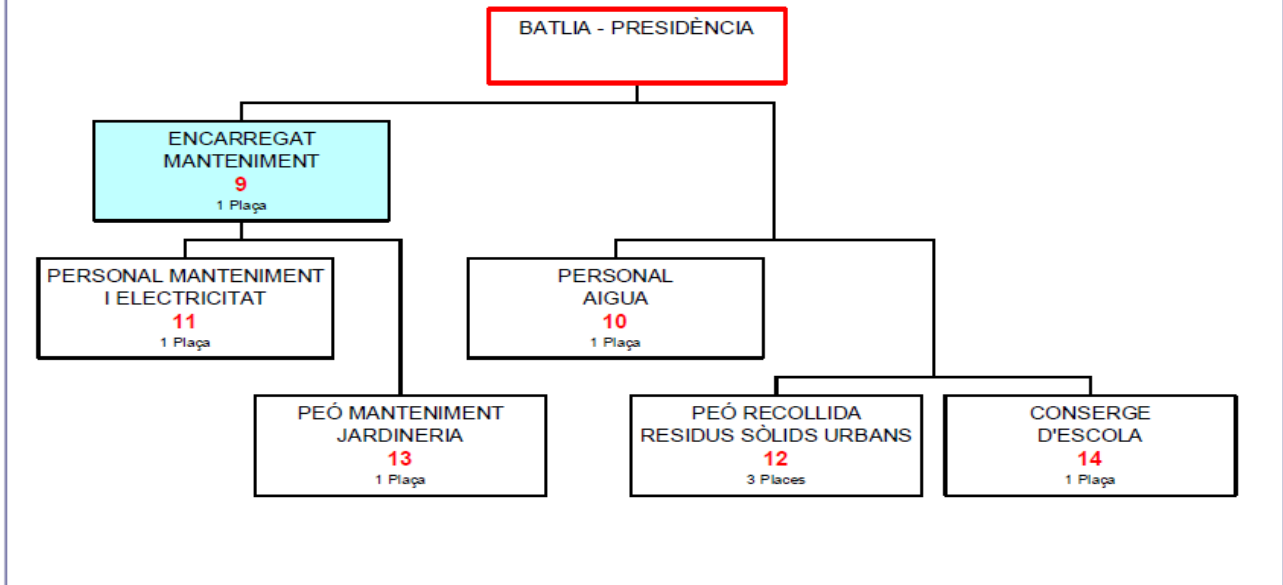 BATLIA - PRESIDÈNCIA
ENCARREGAT
MANTENIMENT
9
1 Plaça
PERSONAL MANTENIMENT
I ELECTRICITAT
11
1 Plaça
PERSONAL
AIGUA
10
1 Plaça
PEÓ MANTENIMENT
JARDINERIA
13
1 Plaça
PEÓ RECOLLIDA
RESIDUS SÒLIDS URBANS
12
3 Places
CONSERGE
D'ESCOLA
14
1 Plaça